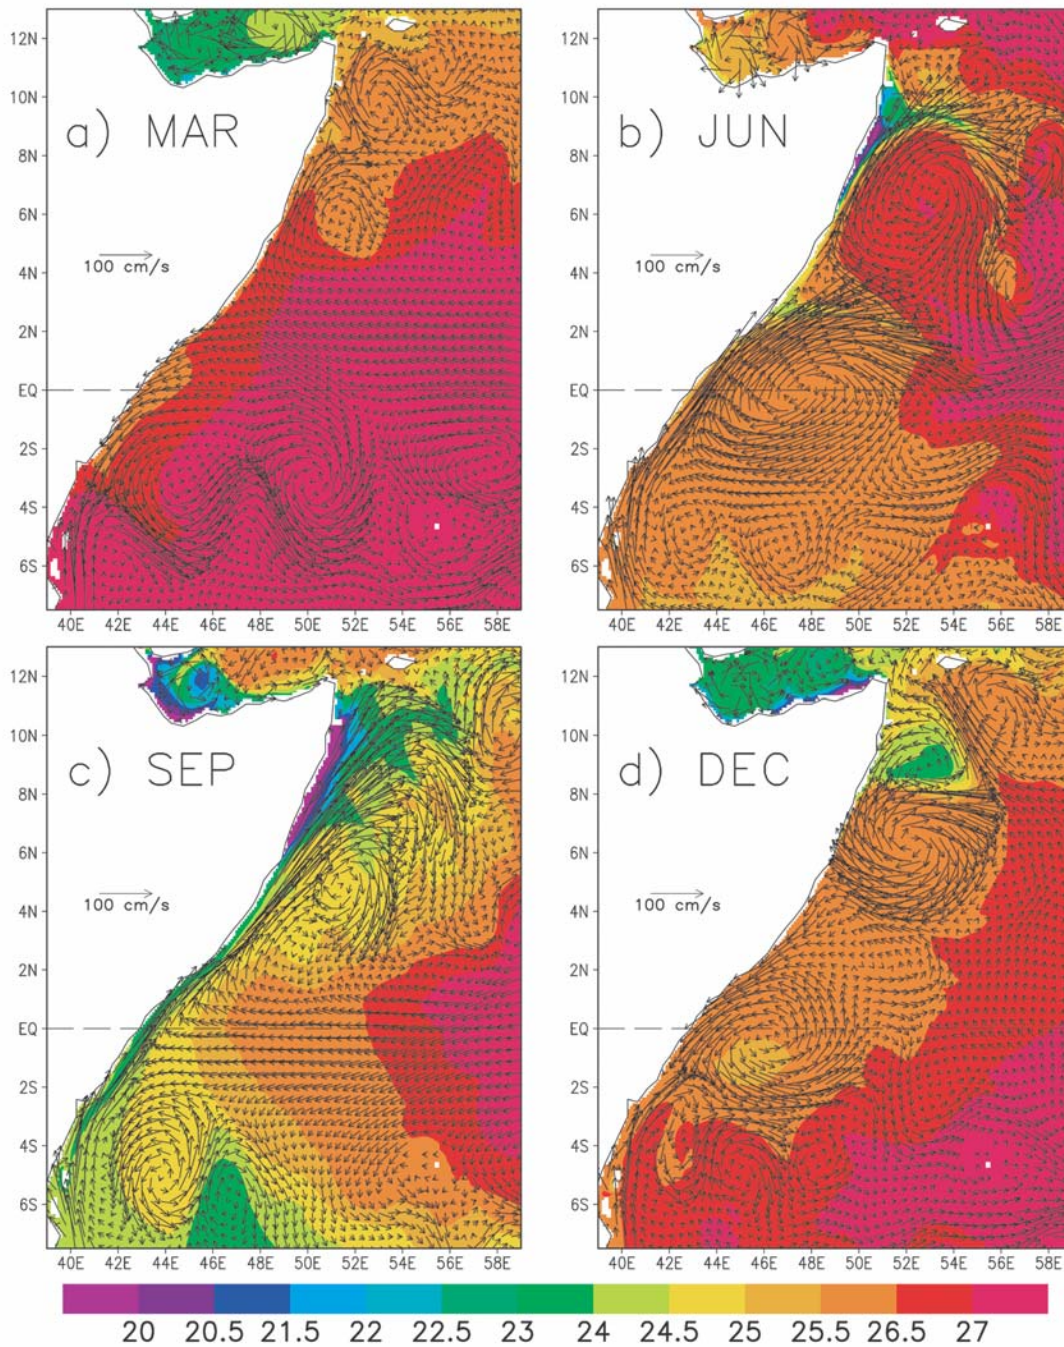 12N
10N
8N
6N
4N
2N
EQ
2S
4S
6S
a) MAR
100 cm/s
40E 42E 44E 46E 48E 50E 52E 54E 56E 58E
12N
10N
8N
6N
4N
2N
EQ
2S
4S
6S
b) JUN
100 cm/s
40E 42E 44E 46E 48E 50E 52E 54E 56E 58E
12N
10N
8N
6N
4N
2N
EQ
2S
4S
6S
c) SEP
100 cm/s
40E 42E 44E 46E 48E 50E 52E 54E 56E 58E
12N
10N
8N
6N
4N
2N
EQ
2S
4S
6S
d) DEC
100 cm/s
40E 42E 44E 46E 48E 50E 52E 54E 56E 58E
20 20.5 21.5 22 22.5 23 24 24.5 25 25.5 26.5 27